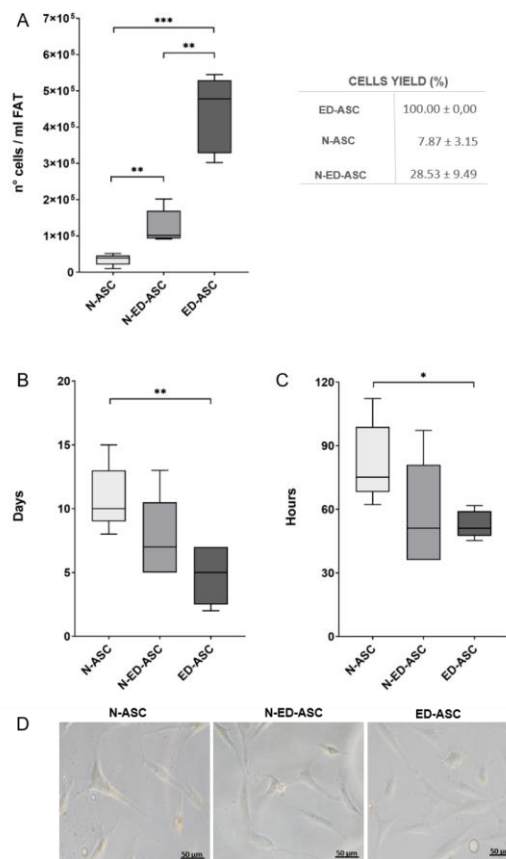 A
7×10⁵
6×10⁵
5×10⁵
4×10⁵
3×10⁵
2×10⁵
1×10⁵
0
n° cells / ml FAT
***
**
**
N-ASC
N-ED-ASC
ED-ASC
CELLS YIELD (%)
ED-ASC 100.00 ± 0,00
N-ASC 7.87 ± 3.15
N-ED-ASC 28.53 ± 9.49
B
20
15
10
5
0
Days
**
N-ASC
N-ED-ASC
ED-ASC
C
120
90
60
30
0
Hours
*
N-ASC
N-ED-ASC
ED-ASC
D
N-ASC N-ED-ASC ED-ASC
50 µm 50 µm 50 µm